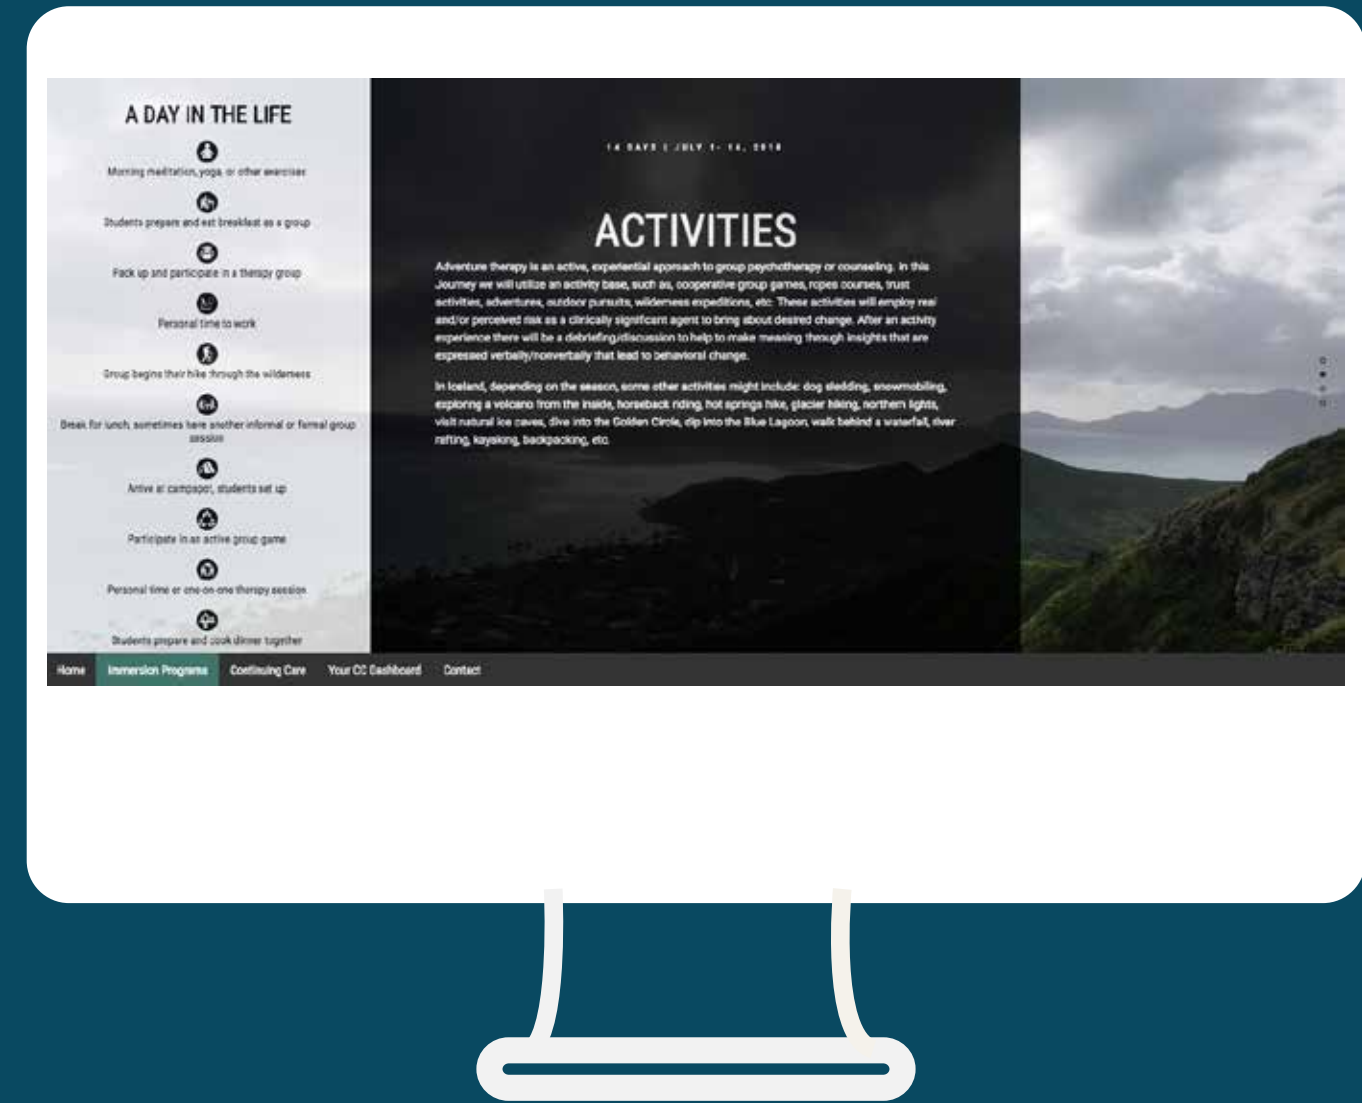 A DAY IN THE LIFE
Morning meditation, yoga, or other exercises
Students prepare and eat breakfast as a group
Pack up and participate in a therapy group
Personal time to work
Group begins their hike through the wilderness
Break for lunch, sometimes have another informal or formal group
session
Arrive at campspot, students set up
Participate in an active group game
Personal time or one-on-one therapy session
Students prepare and cook dinner together
14 DAYS | JULY 1- 14, 2018
ACTIVITIES
Adventure therapy is an active, experiential approach to group psychotherapy or counseling. In this
Journey we will utilize an activity base, such as, cooperative group games, ropes courses, trust
activities, adventures, outdoor pursuits, wilderness expeditions, etc. These activities will employ real
and/or perceived risk as a clinically significant agent to bring about desired change. After an activity
experience there will be a debriefing/discussion to help to make meaning through insights that are
expressed verbally/nonverbally that lead to behavioral change.
In Iceland, depending on the season, some other activities might include: dog sledding, snowmobiling,
exploring a volcano from the inside, horseback riding, hot springs hike, glacier hiking, northern lights,
visit natural ice caves, dive into the Golden Circle, dip into the Blue Lagoon, walk behind a waterfall, river
rafting, kayaking, backpacking, etc.
Home Immersion Programs Continuing Care Your CC Dashboard Contact